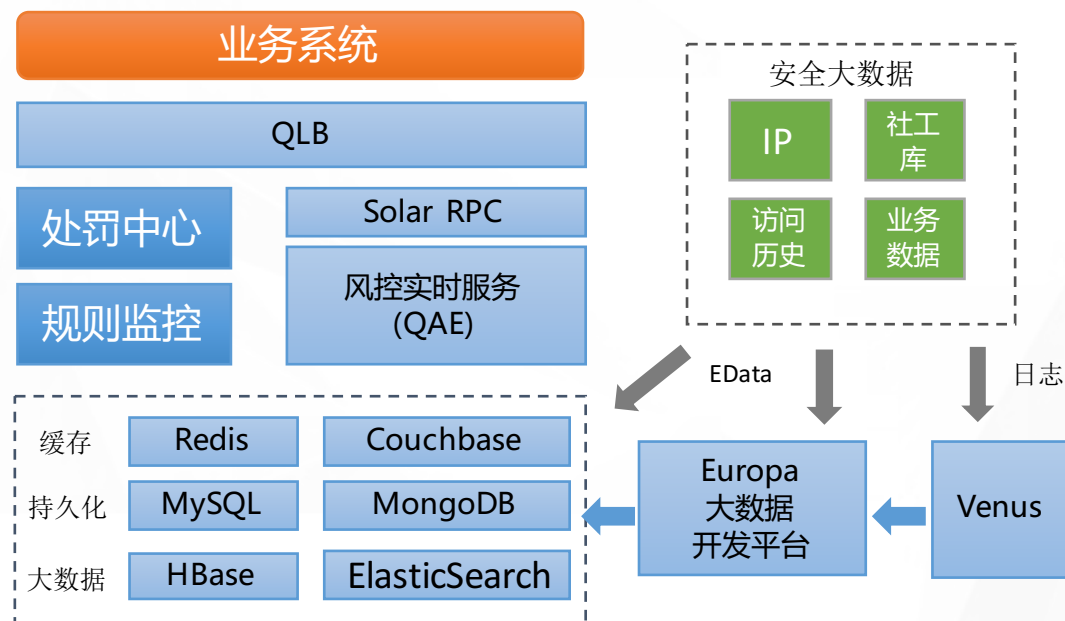 业务系统
QLB
处罚中心
Solar RPC
规则监控
风控实时服务
(QAE)
安全大数据
IP
社工
库
访问
历史
业务
数据
EData
日志
缓存
Redis
Couchbase
持久化
MySQL
MongoDB
大数据
HBase
ElasticSearch
Europa
大数据
开发平台
Venus